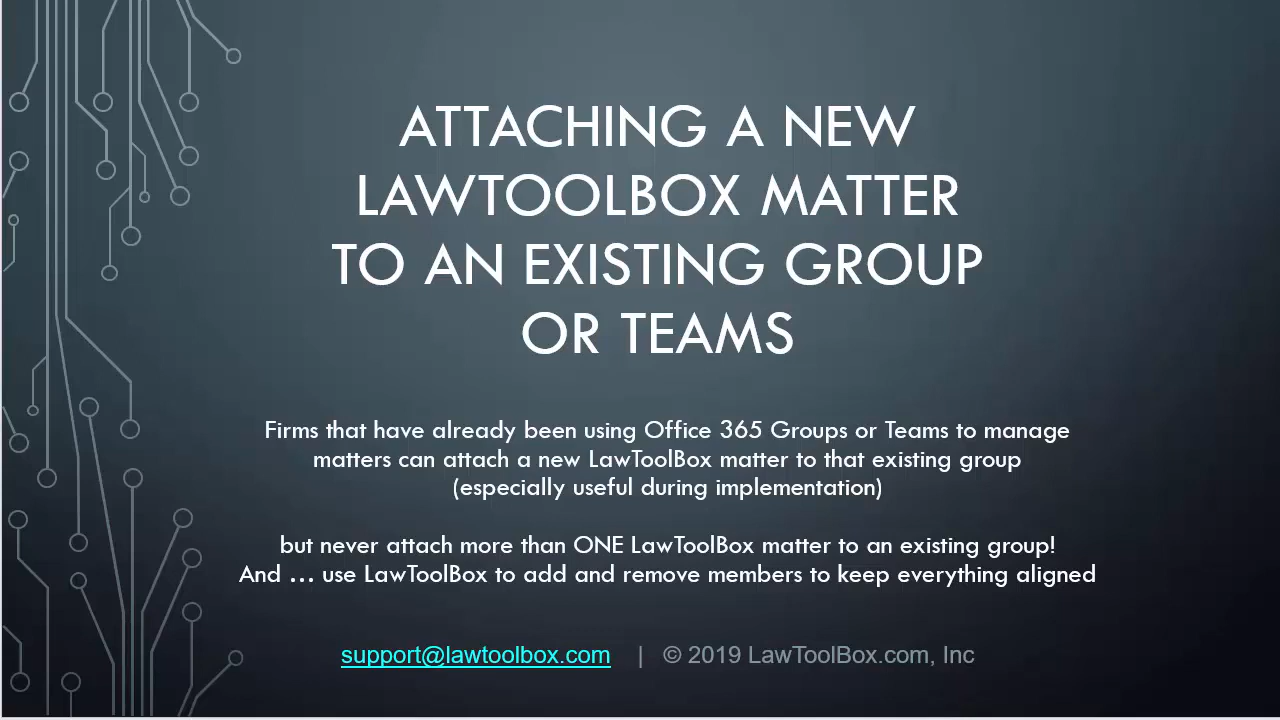 ATTACHING A NEW
LAWTOOLBOX MATTER
TO AN EXISTING GROUP
OR TEAMS
Firms that have already been using Office 365 Groups or Teams to manage
matters can attach a new LawToolBox matter to that existing group
(especially useful during implementation)
but never attach more than ONE LawToolBox matter to an existing group!
And ... use LawToolBox to add and remove members to keep everything aligned
support@lawtoolbox.com | © 2019 LawToolBox.com, Inc